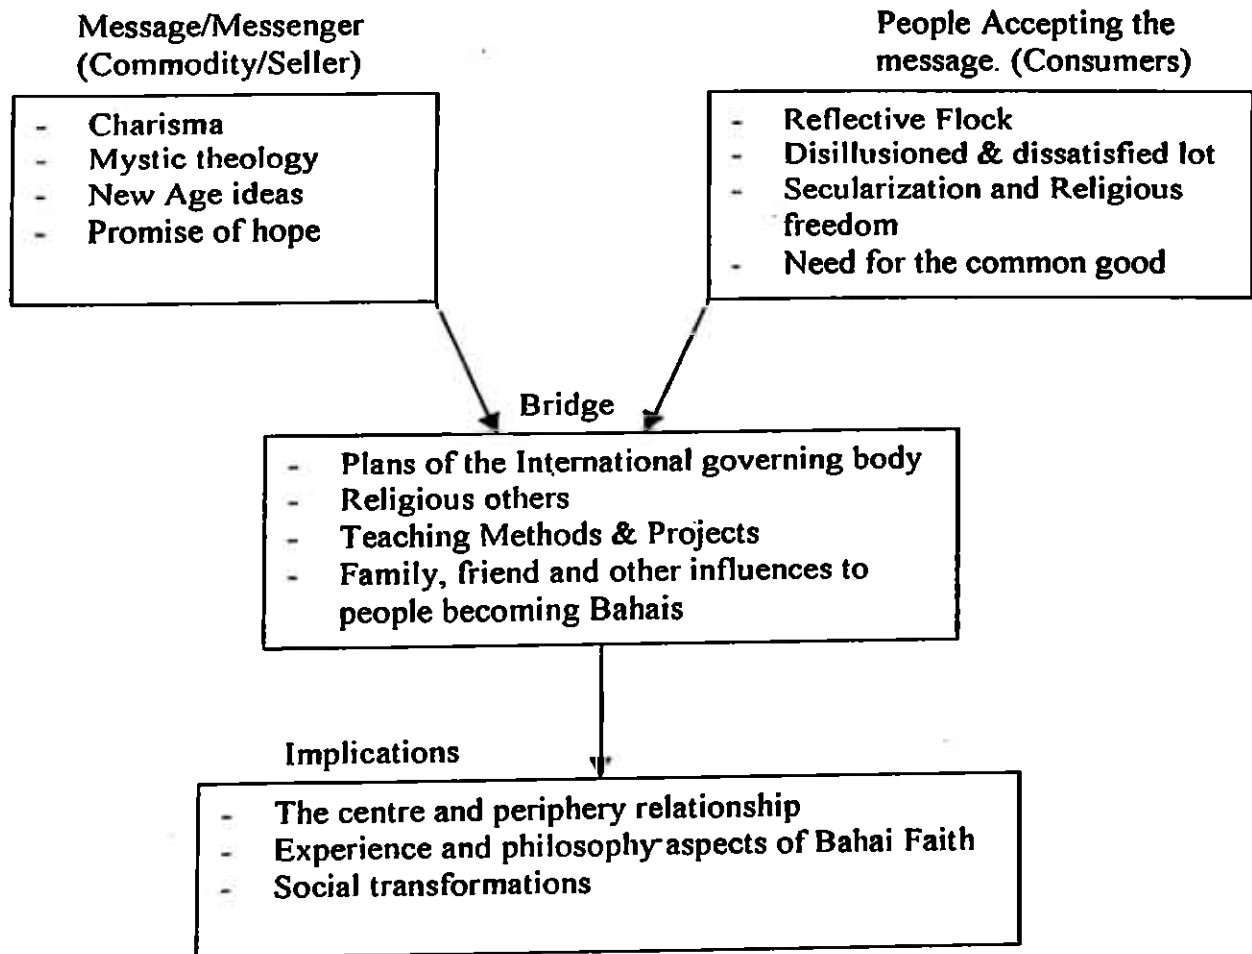 Message/Messenger
(Commodity/Seller)
- Charisma
- Mystic theology
- New Age ideas
- Promise of hope
People Accepting the
message. (Consumers)
- Reflective Flock
- Disillusioned & dissatisfied lot
- Secularization and Religious
freedom
- Need for the common good
Bridge
- Plans of the International governing body
- Religious others
- Teaching Methods & Projects
- Family, friend and other influences to
people becoming Bahais
Implications
- The centre and periphery relationship
- Experience and philosophy aspects of Bahai Faith
- Social transformations